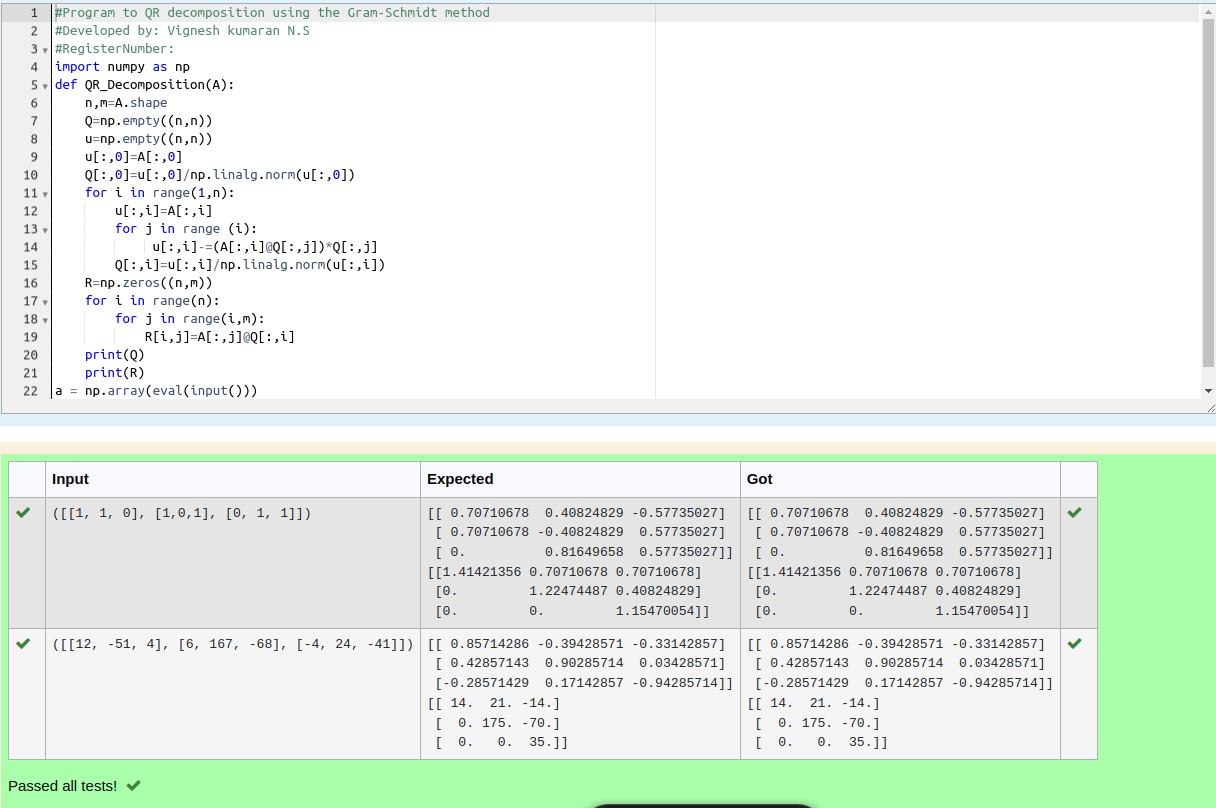 1 #Program to QR decomposition using the Gram-Schmidt method
2 #Developed by: Vignesh kumaran N.S
3 #RegisterNumber:
4 import numpy as np
5 def QR_Decomposition(A):
6     n,m=A.shape
7     Q=np.empty((n,n))
8     u=np.empty((n,n))
9     u[:,0]=A[:,0]
10     Q[:,0]=u[:,0]/np.linalg.norm(u[:,0])
11     for i in range(1,n):
12         u[:,i]=A[:,i]
13         for j in range (i):
14              u[:,i]-=(A[:,i]@Q[:,j])*Q[:,j]
15         Q[:,i]=u[:,i]/np.linalg.norm(u[:,i])
16     R=np.zeros((n,m))
17     for i in range(n):
18         for j in range(i,m):
19             R[i,j]=A[:,j]@Q[:,i]
20     print(Q)
21     print(R)
22 a = np.array(eval(input()))
Input Expected Got
([[1, 1, 0], [1,0,1], [0, 1, 1]])
[[ 0.70710678  0.40824829 -0.57735027]
 [ 0.70710678 -0.40824829  0.57735027]
 [ 0.          0.81649658  0.57735027]]
[[1.41421356 0.70710678 0.70710678]
 [0.         1.22474487 0.40824829]
 [0.         0.         1.15470054]]
[[ 0.70710678  0.40824829 -0.57735027]
 [ 0.70710678 -0.40824829  0.57735027]
 [ 0.          0.81649658  0.57735027]]
[[1.41421356 0.70710678 0.70710678]
 [0.         1.22474487 0.40824829]
 [0.         0.         1.15470054]]
([[12, -51, 4], [6, 167, -68], [-4, 24, -41]])
[[ 0.85714286 -0.39428571 -0.33142857]
 [ 0.42857143  0.90285714  0.03428571]
 [-0.28571429  0.17142857 -0.94285714]]
[[ 14.  21. -14.]
 [  0. 175. -70.]
 [  0.   0.  35.]]
[[ 0.85714286 -0.39428571 -0.33142857]
 [ 0.42857143  0.90285714  0.03428571]
 [-0.28571429  0.17142857 -0.94285714]]
[[ 14.  21. -14.]
 [  0. 175. -70.]
 [  0.   0.  35.]]
Passed all tests!